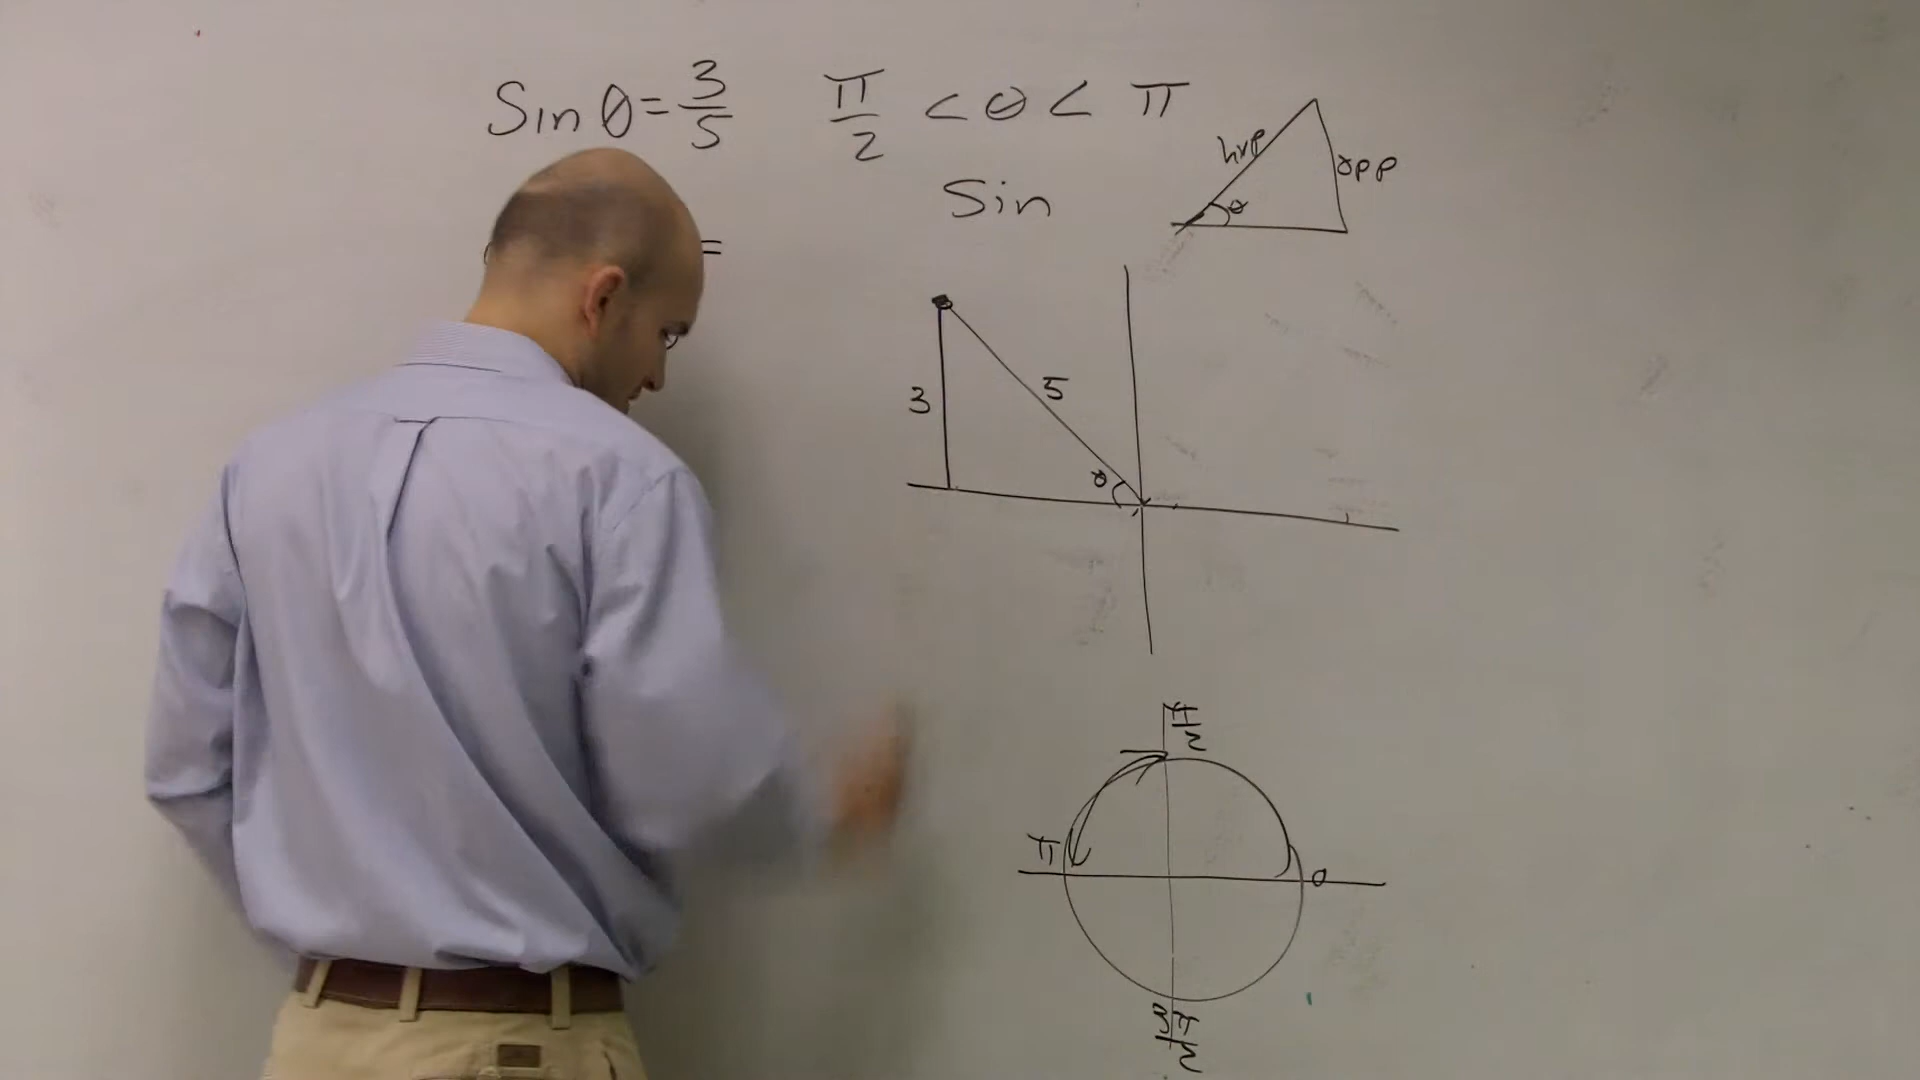 Sin θ = 3/5 π/2 < θ < π
hyp
opp
θ
Sin
=
3
5
θ
π/2
π
0
3π/2